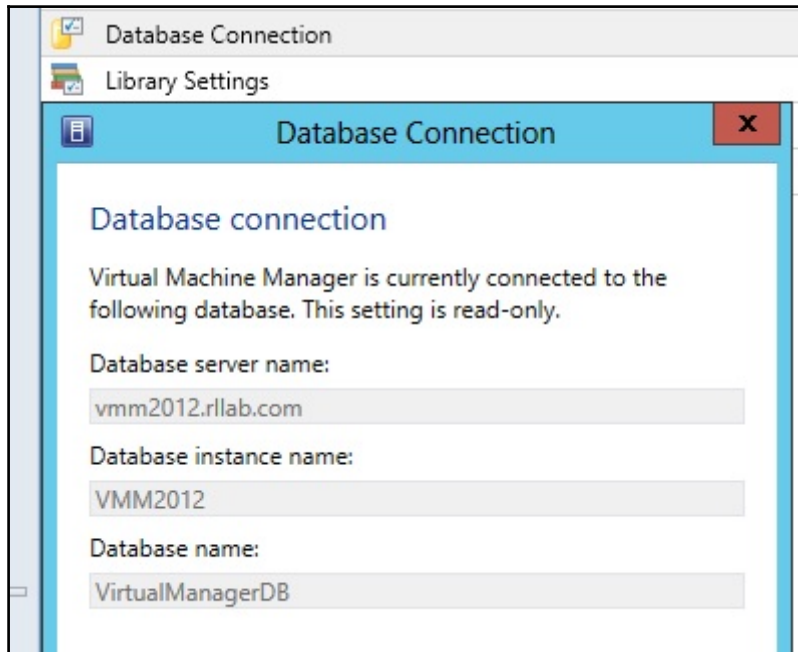 Database Connection
Library Settings
Database Connection
x
Database connection
Virtual Machine Manager is currently connected to the
following database. This setting is read-only.
Database server name:
vmm2012.rllab.com
Database instance name:
VMM2012
Database name:
VirtualManagerDB